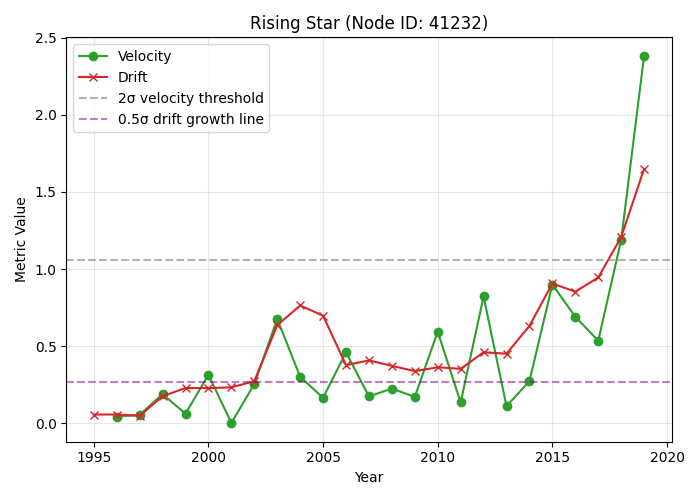 Rising Star (Node ID: 41232)
Velocity
Drift
2σ velocity threshold
0.5σ drift growth line
2.5
2.0
1.5
1.0
0.5
0.0
Metric Value
1995
2000
2005
2010
2015
2020
Year